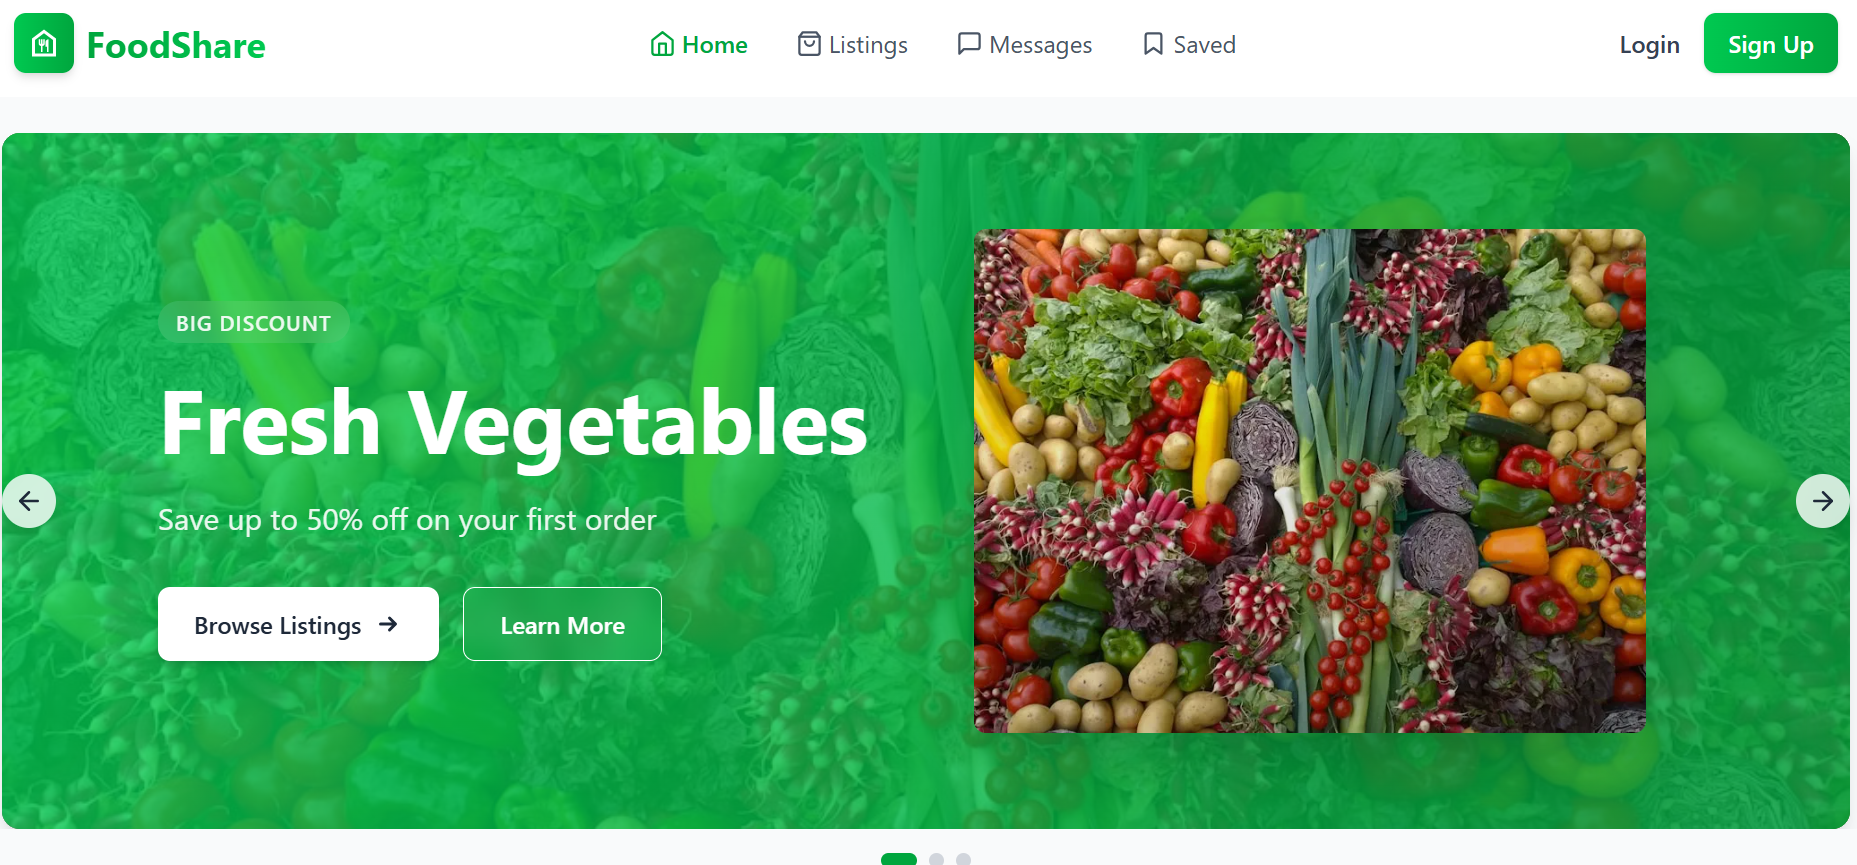 FoodShare
Home
Listings
Messages
Saved
Login
Sign Up
BIG DISCOUNT
Fresh Vegetables
Save up to 50% off on your first order
Browse Listings
Learn More